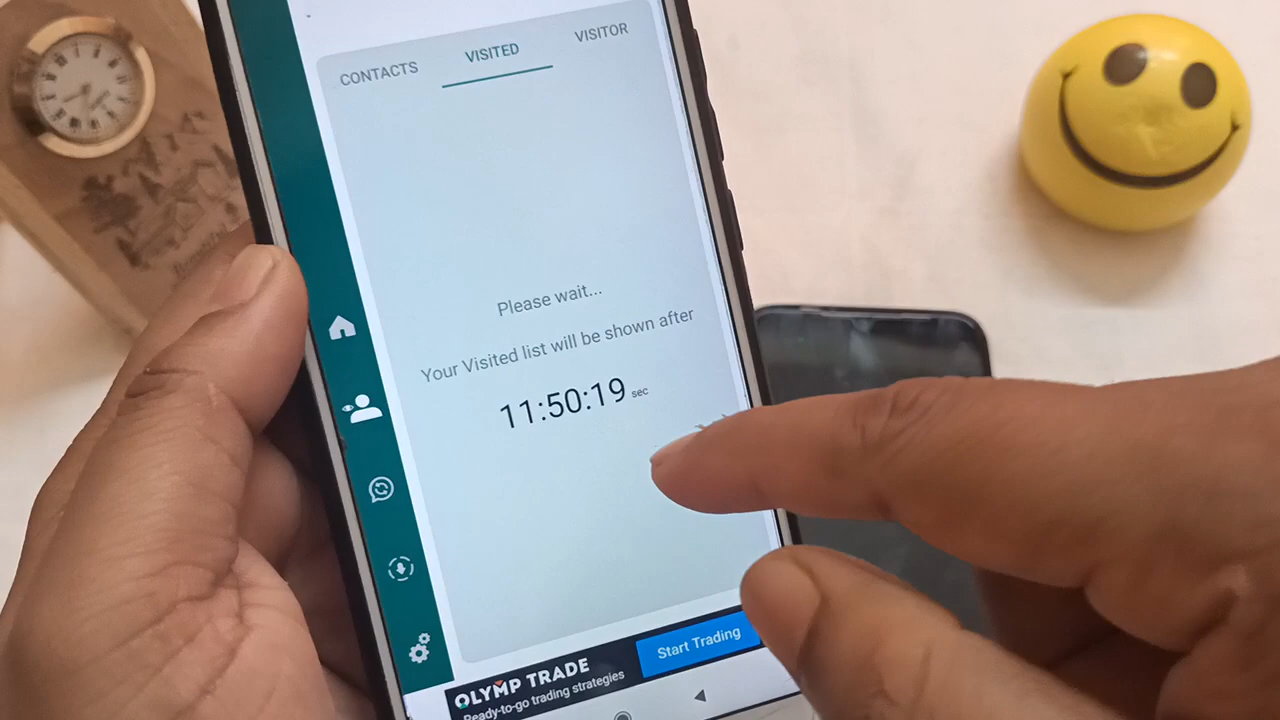 CONTACTS
VISITED
VISITOR
Please wait...
Your Visited list will be shown after
11:50:19 sec
OLYMP TRADE
Ready-to-go trading strategies
Start Trading